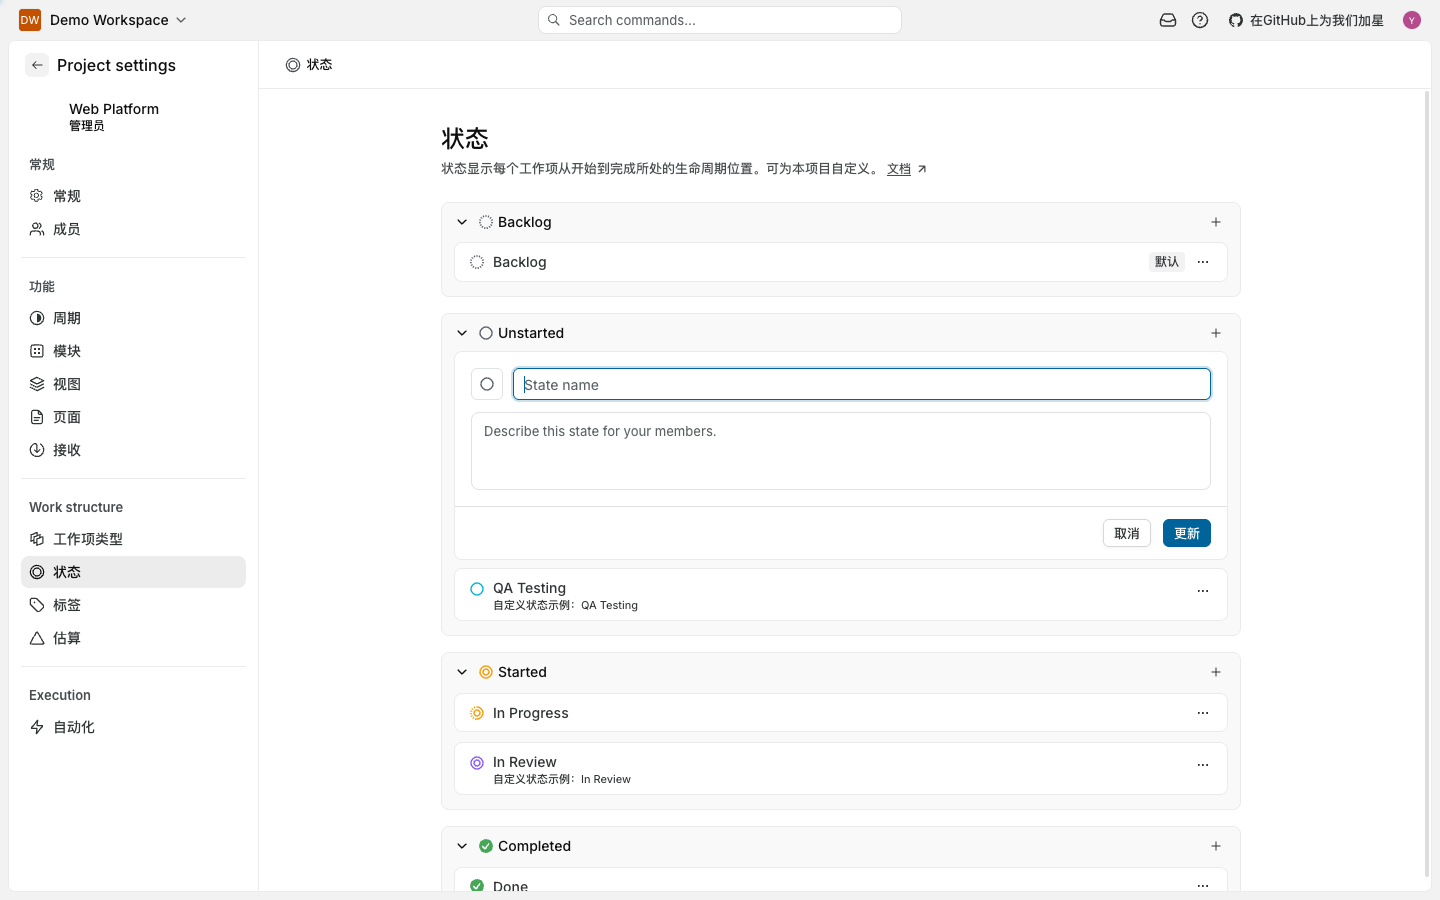 DW Demo Workspace
Search commands...
在GitHub上为我们加星
Y
Project settings
Web Platform
管理员
常规
常规
成员
功能
周期
模块
视图
页面
接收
Work structure
工作项类型
状态
标签
估算
Execution
自动化
状态
状态
状态显示每个工作项从开始到完成所处的生命周期位置。可为本项目自定义。 文档
Backlog
Backlog
默认
Unstarted
State name
Describe this state for your members.
取消
更新
QA Testing
自定义状态示例：QA Testing
Started
In Progress
In Review
自定义状态示例：In Review
Completed
Done